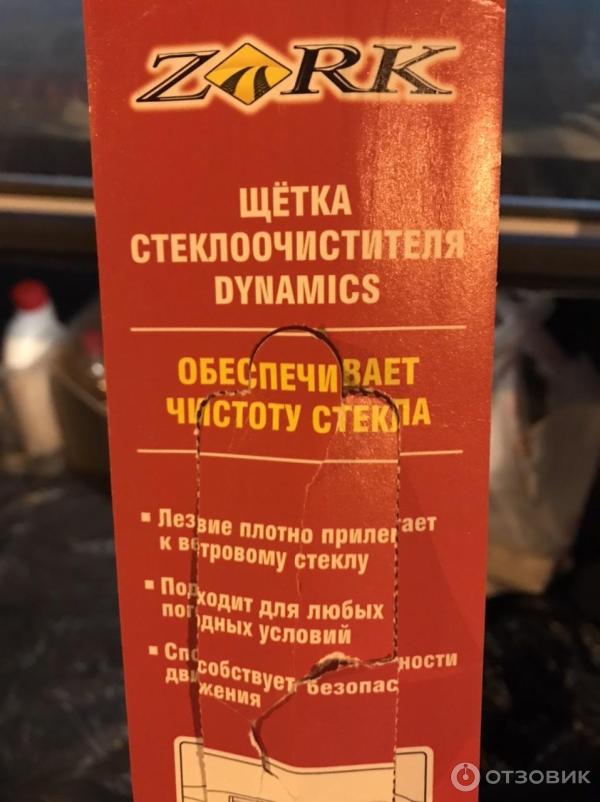 ZORK
ЩЁТКА
СТЕКЛООЧИСТИТЕЛЯ
DYNAMICS
ОБЕСПЕЧИВАЕТ
ЧИСТОТУ СТЕКЛА
▪ Лезвие плотно прилегает
к ветровому стеклу
▪ Подходит для любых
погодных условий
▪ Способствует безопасности
движения
ОТЗОВИК